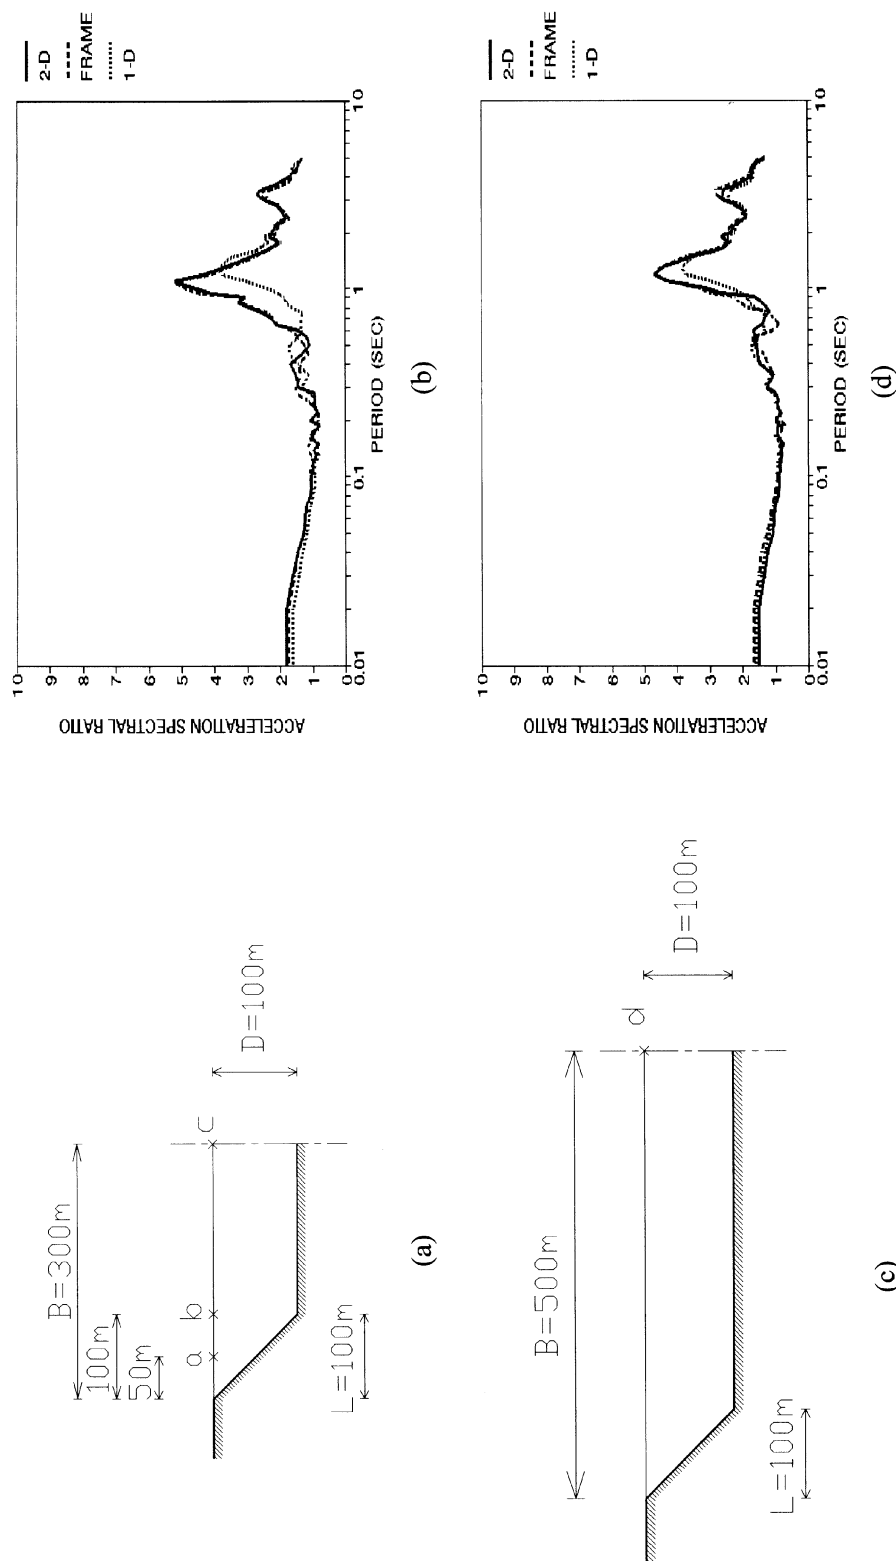 B=300m
100m
50m
a
b
c
D=100m
L=100m
(a)
ACCELERATION SPECTRAL RATIO
10
9
8
7
6
5
4
3
2
1
0
0.01
0.1
1
10
PERIOD (SEC)
2-D
FRAME
1-D
(b)
B=500m
d
D=100m
L=100m
(c)
ACCELERATION SPECTRAL RATIO
10
9
8
7
6
5
4
3
2
1
0
0.01
0.1
1
10
PERIOD (SEC)
2-D
FRAME
1-D
(d)